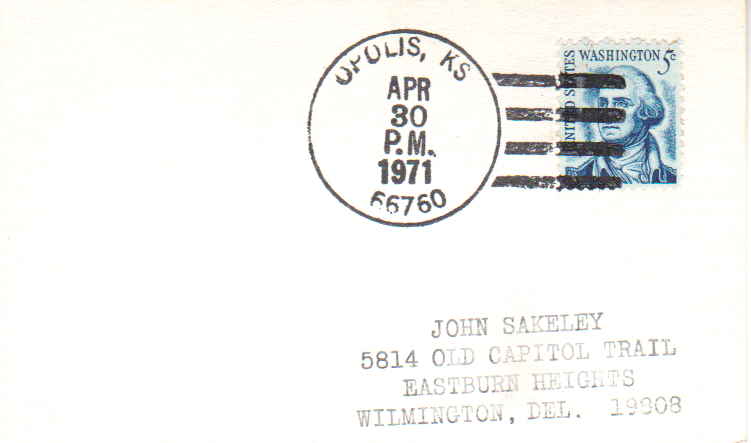 OPOLIS, KS
APR
30
P.M.
1971
66760
WASHINGTON 5c
UNITED STATES
JOHN SAKELEY
5814 OLD CAPITOL TRAIL
EASTBURN HEIGHTS
WILMINGTON, DEL. 19808